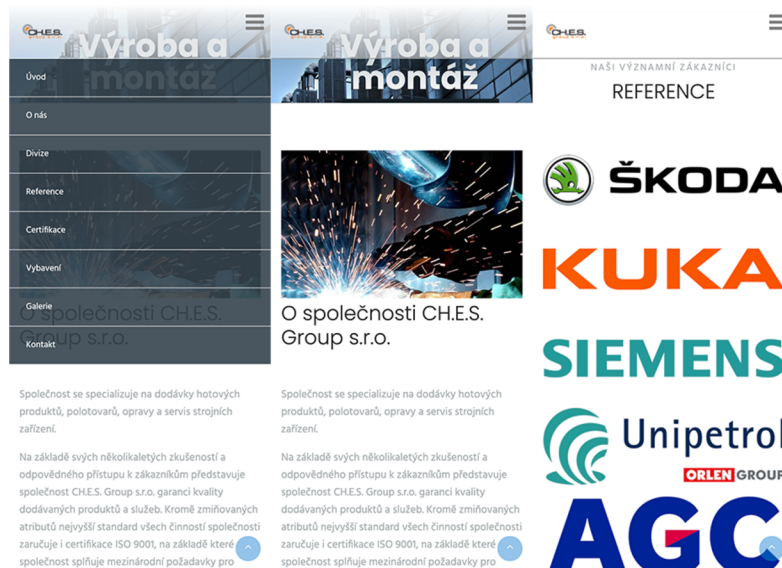 CH.E.S.
group s.r.o.
Výroba a
montáž
Úvod
O nás
Divize
Reference
Certifikace
Vybavení
Galerie
Kontakt
O společnosti CH.E.S.
Group s.r.o.
Společnost se specializuje na dodávky hotových
produktů, polotovarů, opravy a servis strojních
zařízení.
Na základě svých několikaletých zkušeností a
odpovědného přístupu k zákazníkům představuje
společnost CH.E.S. Group s.r.o. garanci kvality
dodávaných produktů a služeb. Kromě zmiňovaných
atributů nejvyšší standard všech činností společnosti
zaručuje i certifikace ISO 9001, na základě které
společnost splňuje mezinárodní požadavky pro
CH.E.S.
group s.r.o.
Výroba a
montáž
O společnosti CH.E.S.
Group s.r.o.
Společnost se specializuje na dodávky hotových
produktů, polotovarů, opravy a servis strojních
zařízení.
Na základě svých několikaletých zkušeností a
odpovědného přístupu k zákazníkům představuje
společnost CH.E.S. Group s.r.o. garanci kvality
dodávaných produktů a služeb. Kromě zmiňovaných
atributů nejvyšší standard všech činností společnosti
zaručuje i certifikace ISO 9001, na základě které
společnost splňuje mezinárodní požadavky pro
CH.E.S.
group s.r.o.
NAŠI VÝZNAMNÍ ZÁKAZNÍCI
REFERENCE
ŠKODA
KUKA
SIEMENS
Unipetrol
ORLEN GROUP
AGC